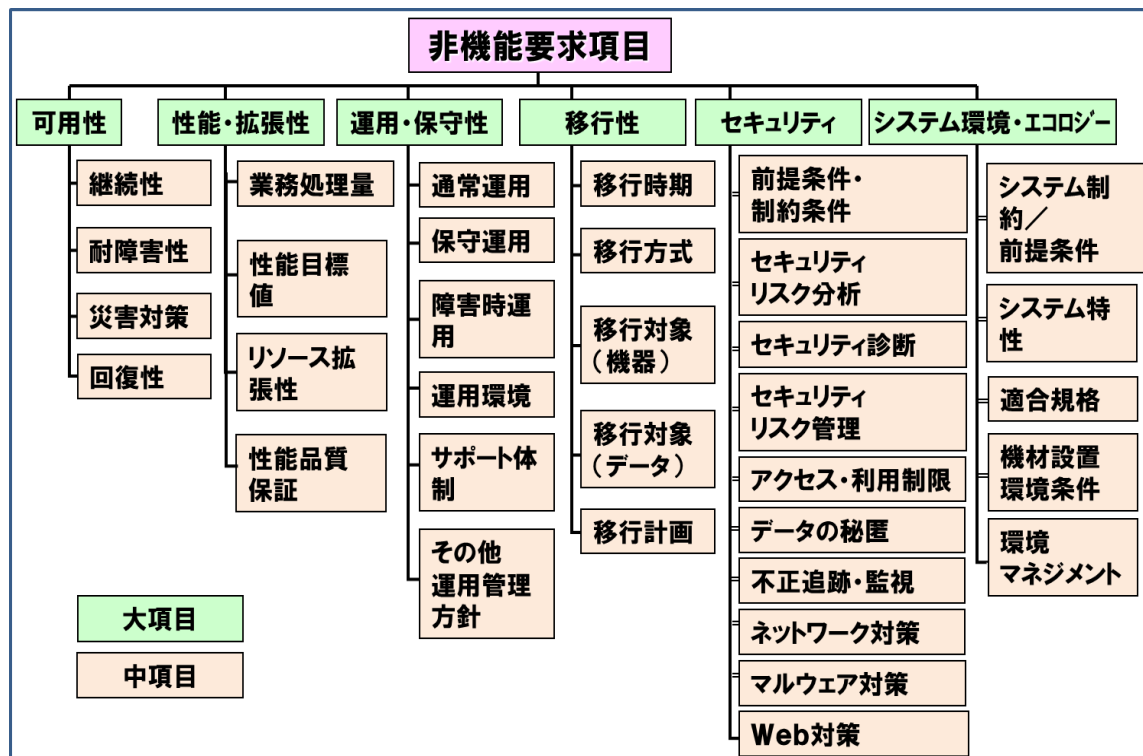 非機能要求項目
可用性
継続性
耐障害性
災害対策
回復性
性能・拡張性
業務処理量
性能目標
値
リソース拡
張性
性能品質
保証
運用・保守性
通常運用
保守運用
障害時運
用
運用環境
サポート体
制
その他
運用管理
方針
移行性
移行時期
移行方式
移行対象
（機器）
移行対象
（データ）
移行計画
セキュリティ
前提条件・
制約条件
セキュリティ
リスク分析
セキュリティ診断
セキュリティ
リスク管理
アクセス・利用制限
データの秘匿
不正追跡・監視
ネットワーク対策
マルウェア対策
Web対策
システム環境・エコロジー
システム制
約／
前提条件
システム特
性
適合規格
機材設置
環境条件
環境
マネジメント
大項目
中項目